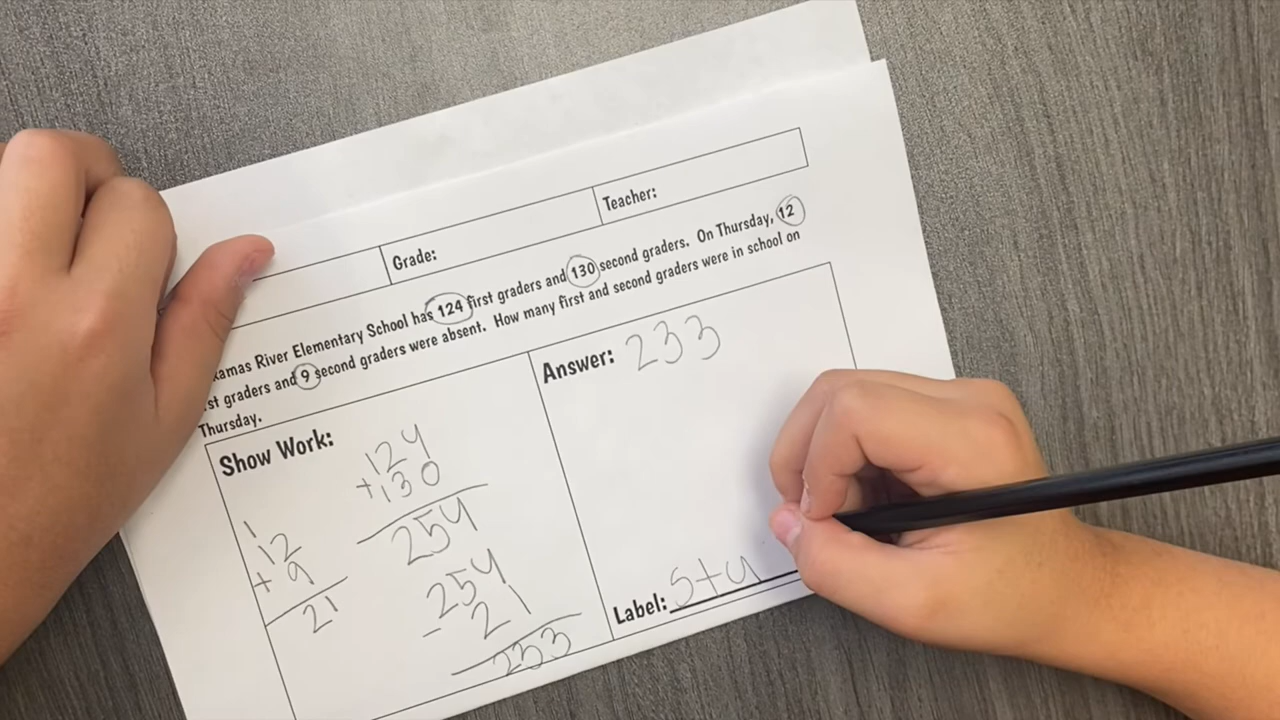 Grade:
Teacher:
kamas River Elementary School has 124 first graders and 130 second graders. On Thursday, 12
st graders and 9 second graders were absent. How many first and second graders were in school on
Thursday.
Show Work:
124
+130
254
1
12
+ 9
21
254
- 21
233
Answer: 233
Label: Stu